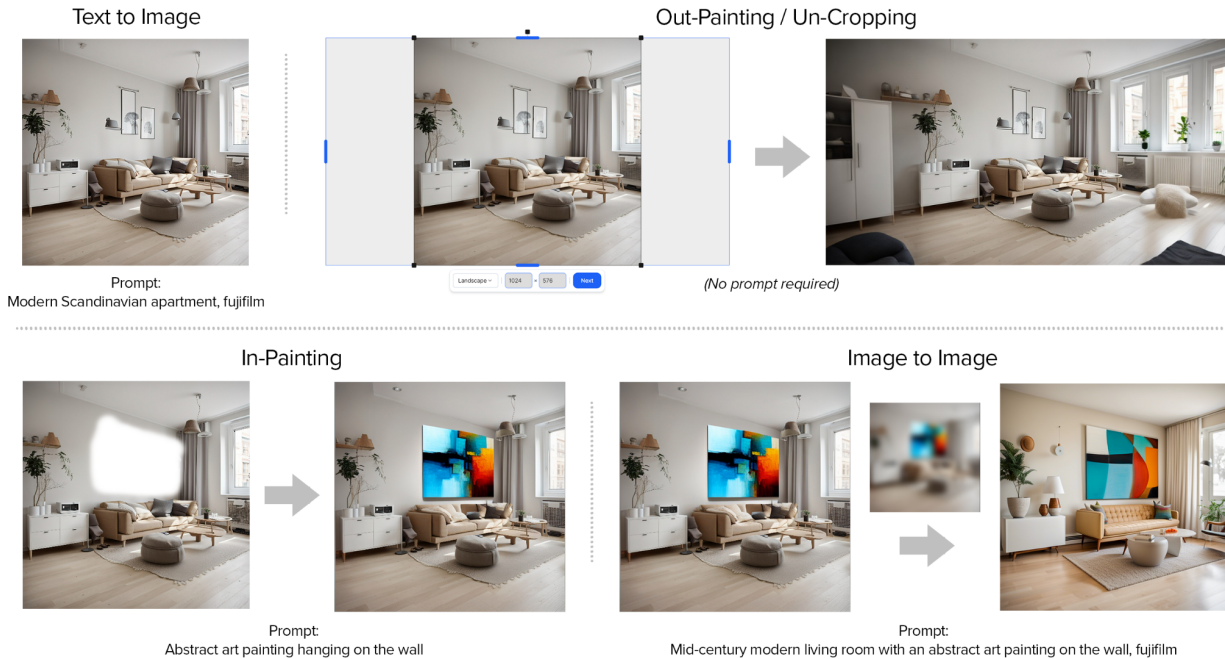 Text to Image
Out-Painting / Un-Cropping
Landscape
1024
576
Next
Prompt:
Modern Scandinavian apartment, fujifilm
(No prompt required)
In-Painting
Image to Image
Prompt:
Abstract art painting hanging on the wall
Prompt:
Mid-century modern living room with an abstract art painting on the wall, fujifilm